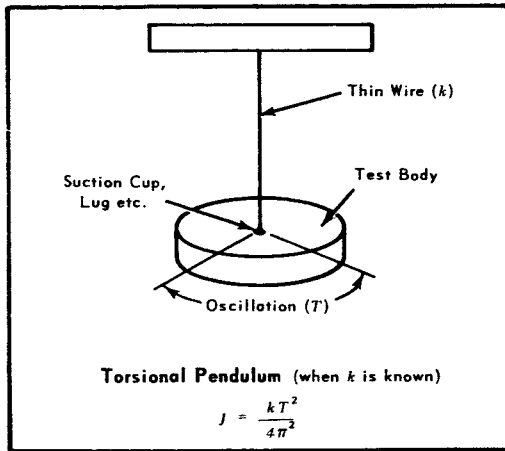 Thin Wire (k)
Suction Cup,
Lug etc.
Test Body
Oscillation (T)
Torsional Pendulum (when k is known)
J = kT²/4π²